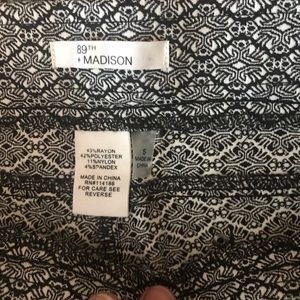 89TH
+ MADISON
43%RAYON
42%POLYESTER
11%NYLON
4%SPANDEX
MADE IN CHINA
RN#114186
FOR CARE SEE
REVERSE
S
MADE IN
CHINA